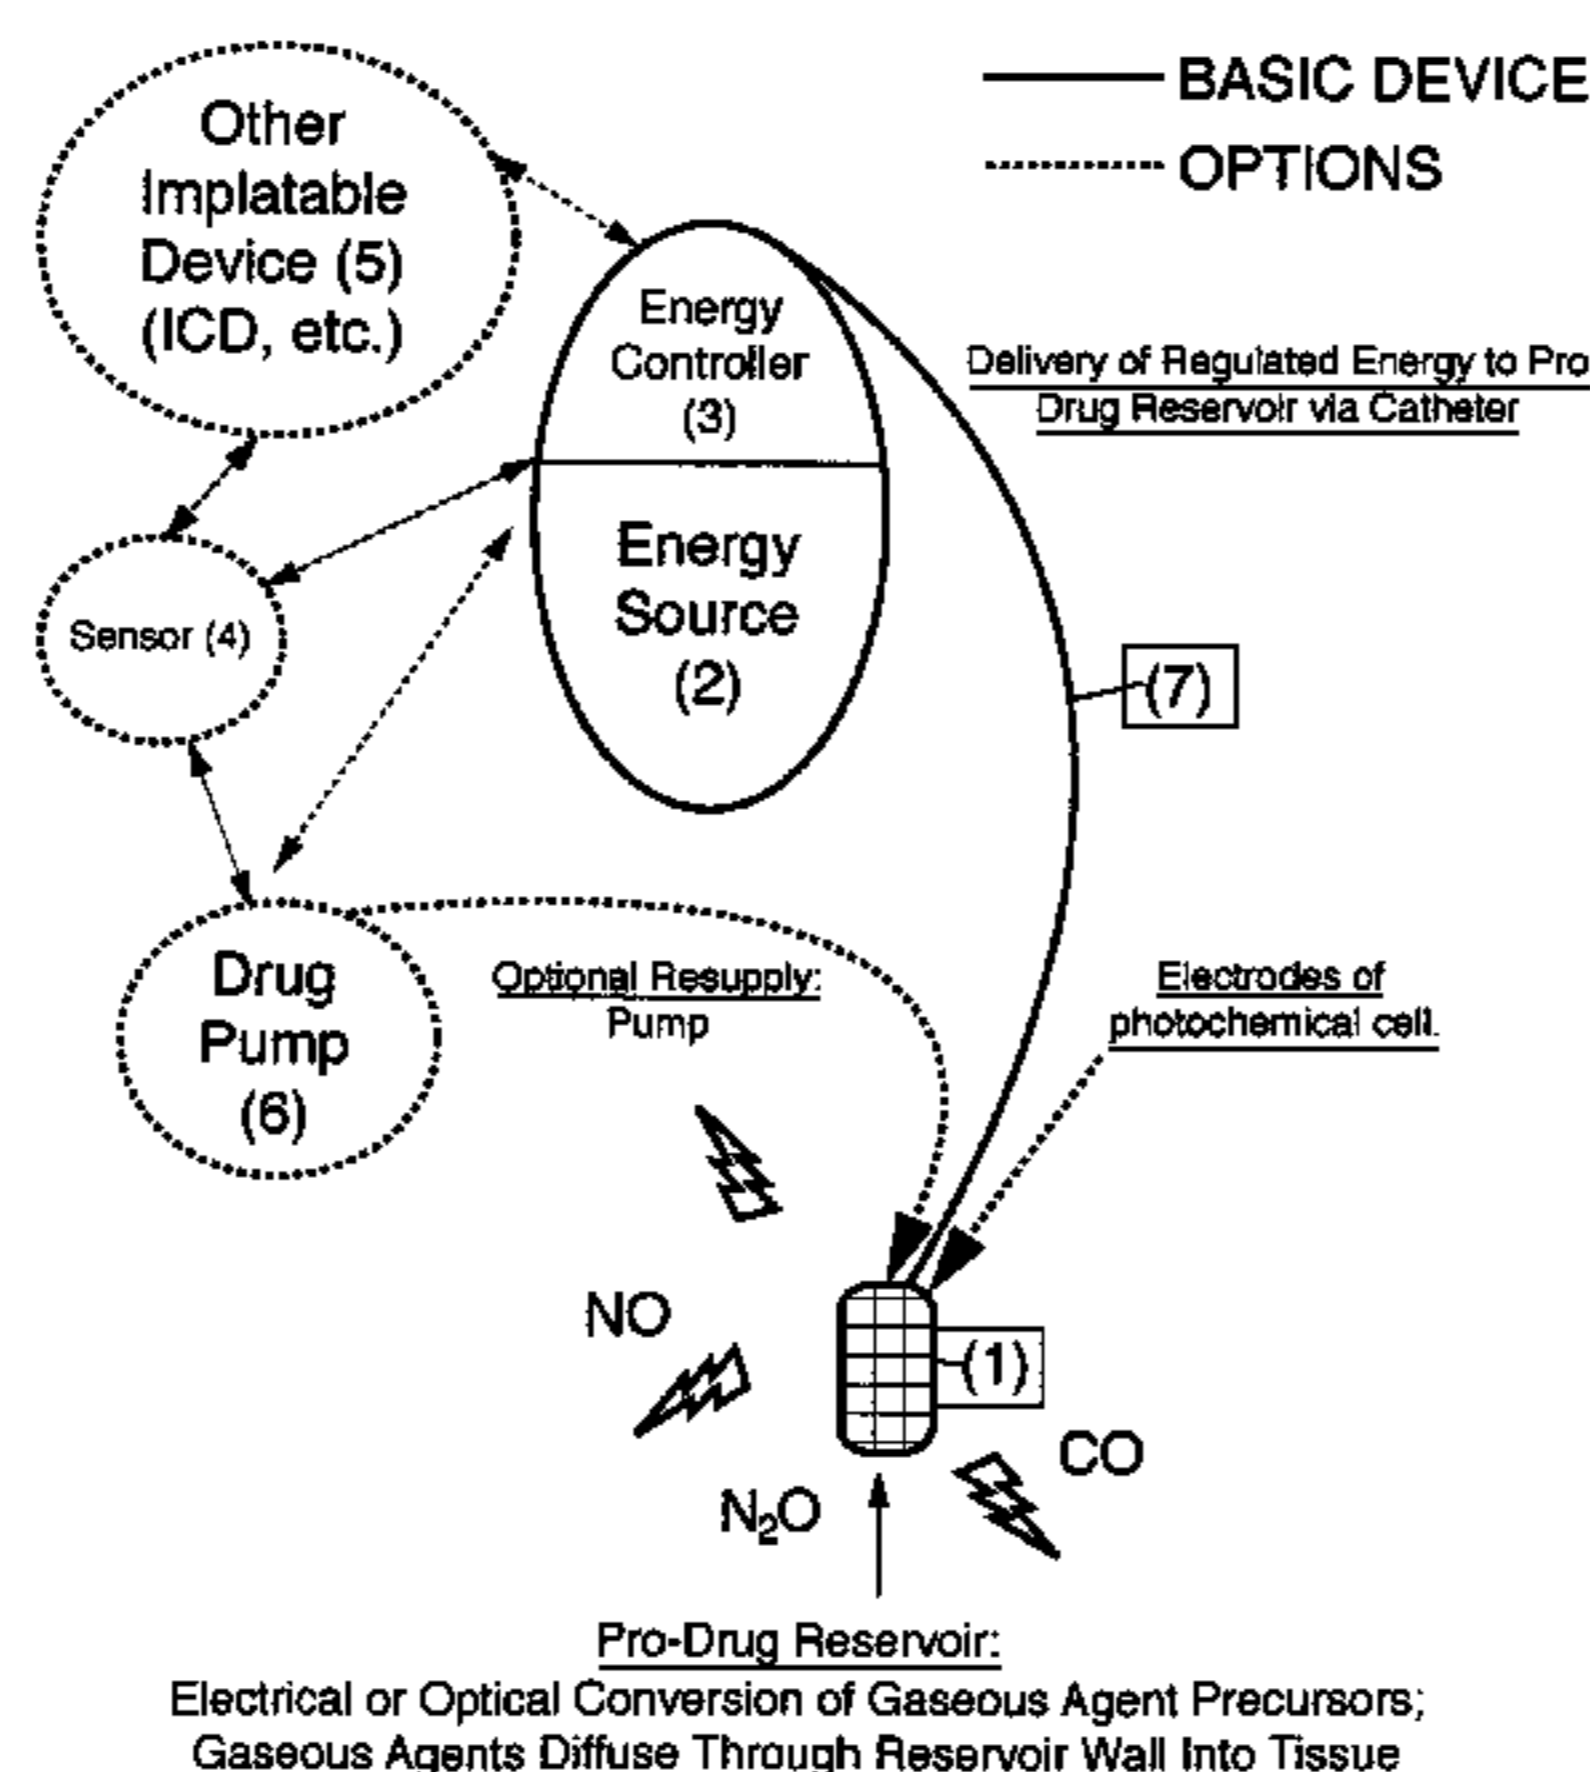 BASIC DEVICE
OPTIONS
Other
Implatable
Device (5)
(ICD, etc.)
Energy
Controller
(3)
Delivery of Regulated Energy to Pro
Drug Reservoir via Catheter
Energy
Source
(2)
Sensor (4)
(7)
Drug
Pump
(6)
Optional Resupply:
Pump
Electrodes of
photochemical cell.
NO
(1)
CO
N₂O
Pro-Drug Reservoir:
Electrical or Optical Conversion of Gaseous Agent Precursors;
Gaseous Agents Diffuse Through Reservoir Wall Into Tissue